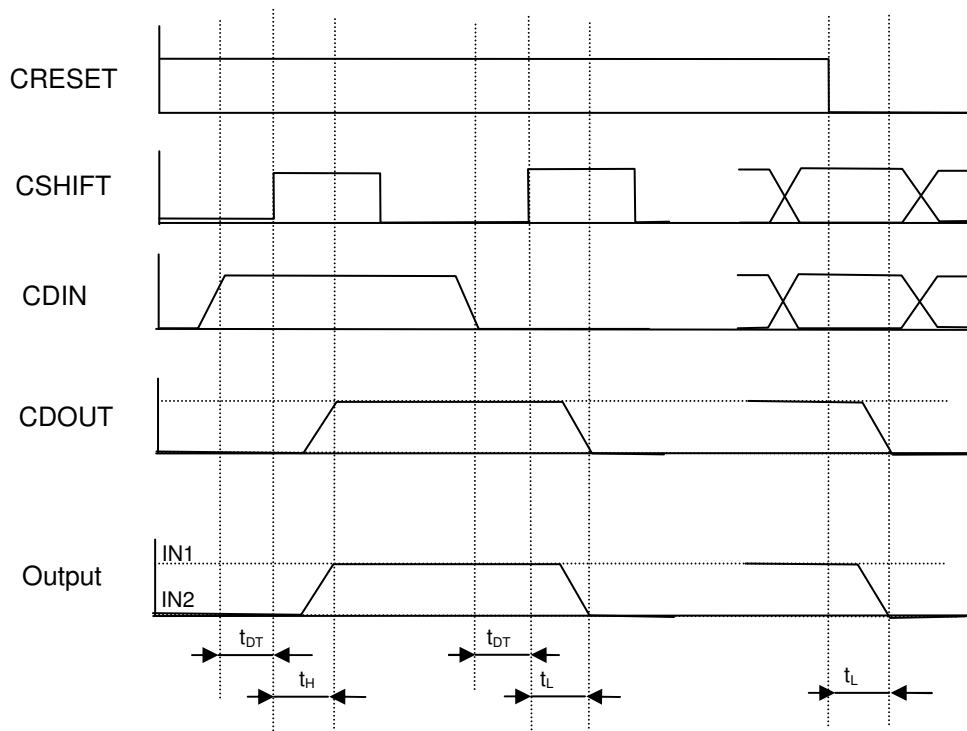 CRESET
CSHIFT
CDIN
CDOUT
Output
IN1
IN2
tDT
tDT
tH
tL
tL